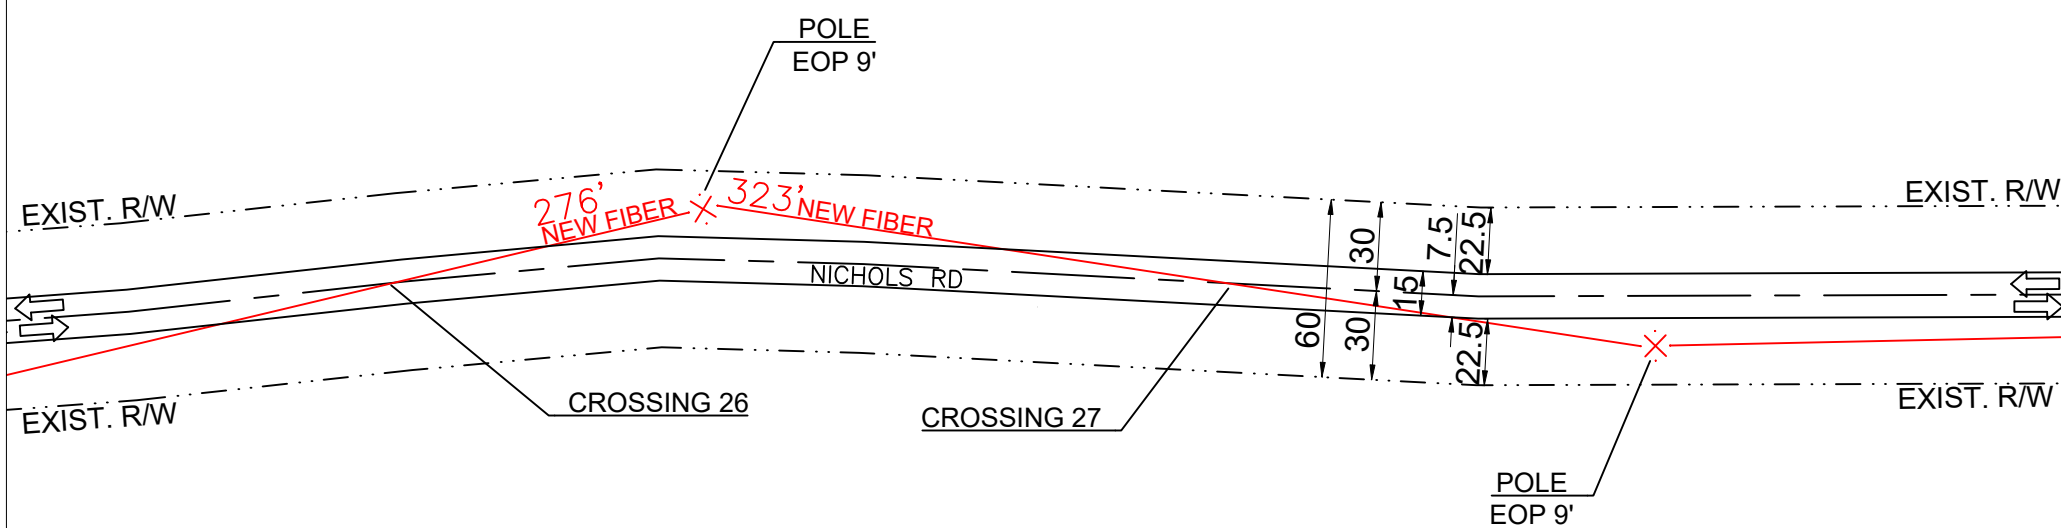 POLE
EOP 9'
EXIST. R/W
276'
NEW FIBER
323'
NEW FIBER
EXIST. R/W
NICHOLS RD
60
30
30
15
7.5
22.5
22.5
CROSSING 26
CROSSING 27
EXIST. R/W
EXIST. R/W
POLE
EOP 9'